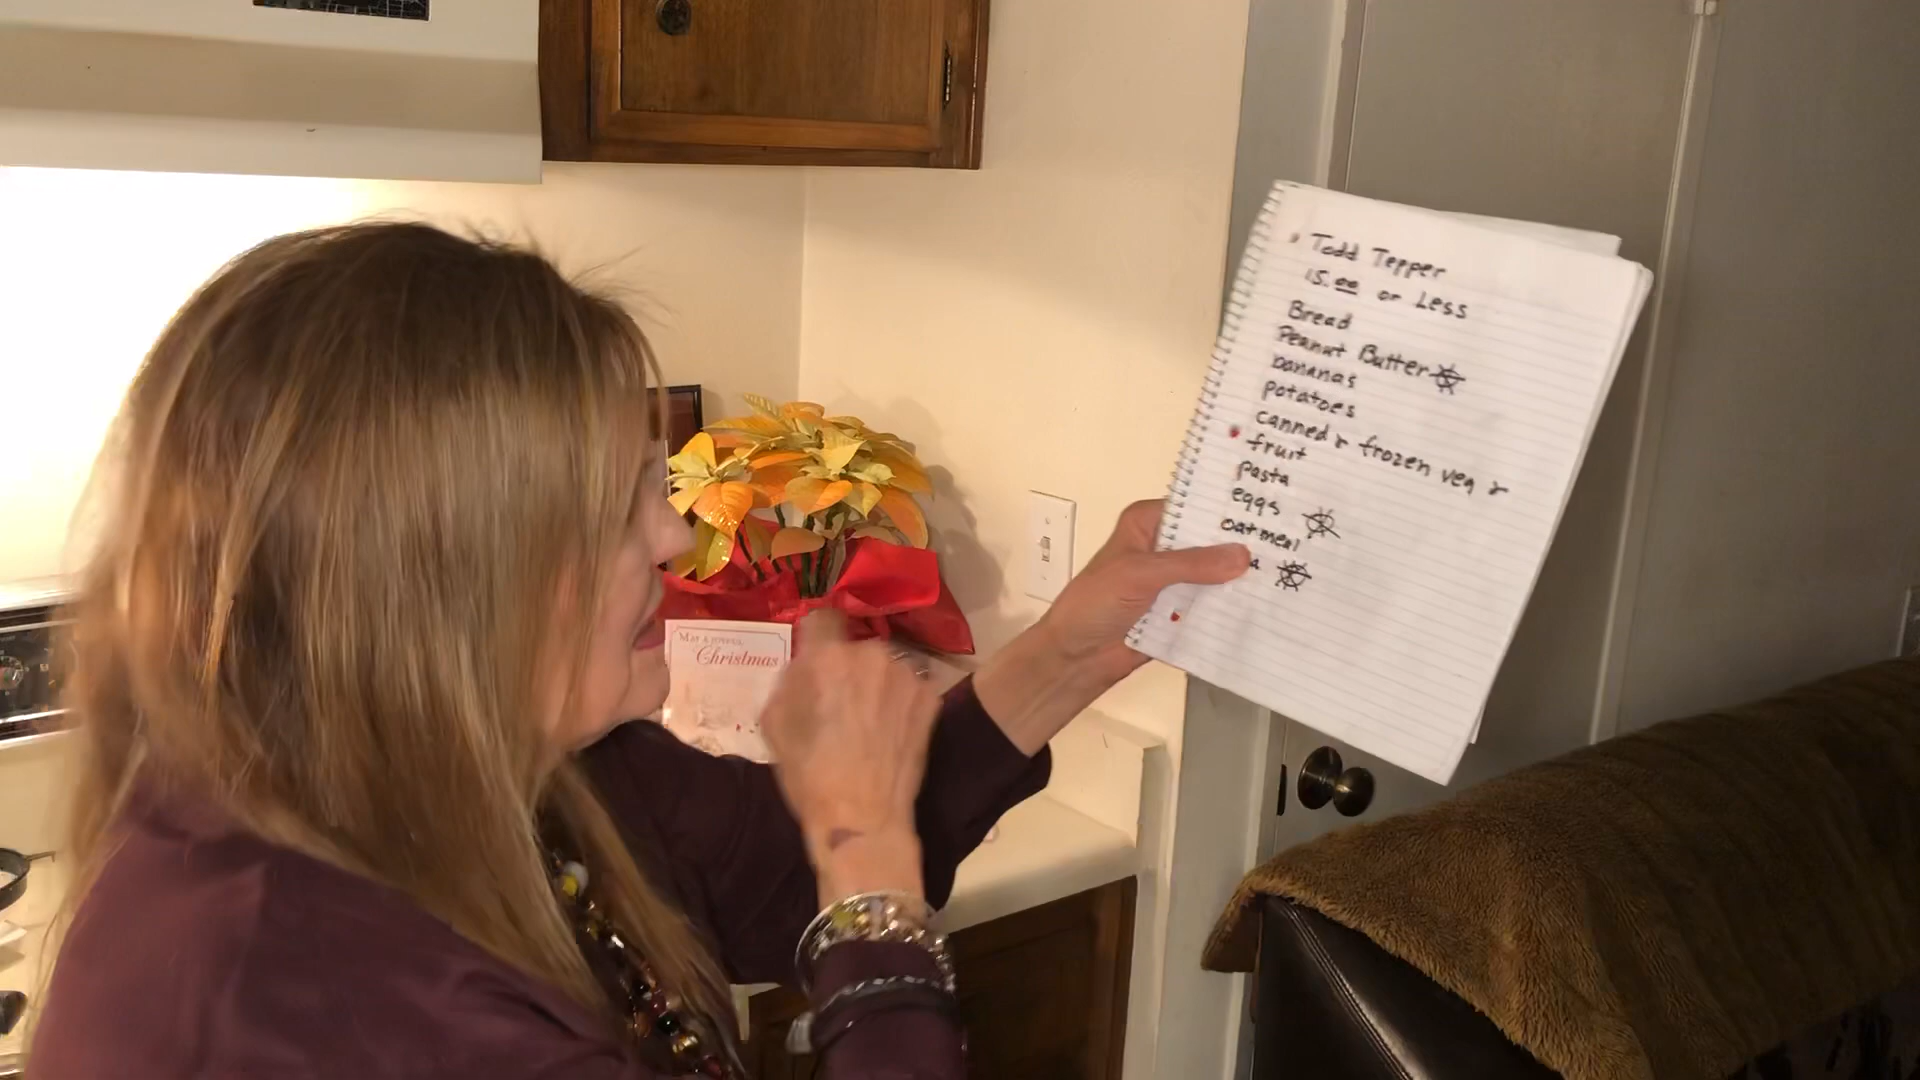 Todd Tepper
15.00 or Less
Bread
Peanut Butter
bananas
potatoes
canned & frozen veg &
fruit
pasta
eggs
oatmeal
May a joyful
Christmas